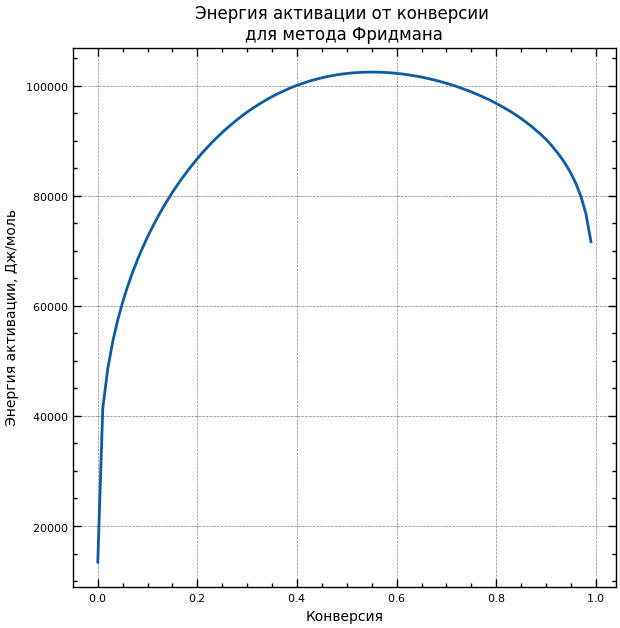 Энергия активации от конверсии
для метода Фридмана
Энергия активации, Дж/моль
100000
80000
60000
40000
20000
0.0 0.2 0.4 0.6 0.8 1.0
Конверсия